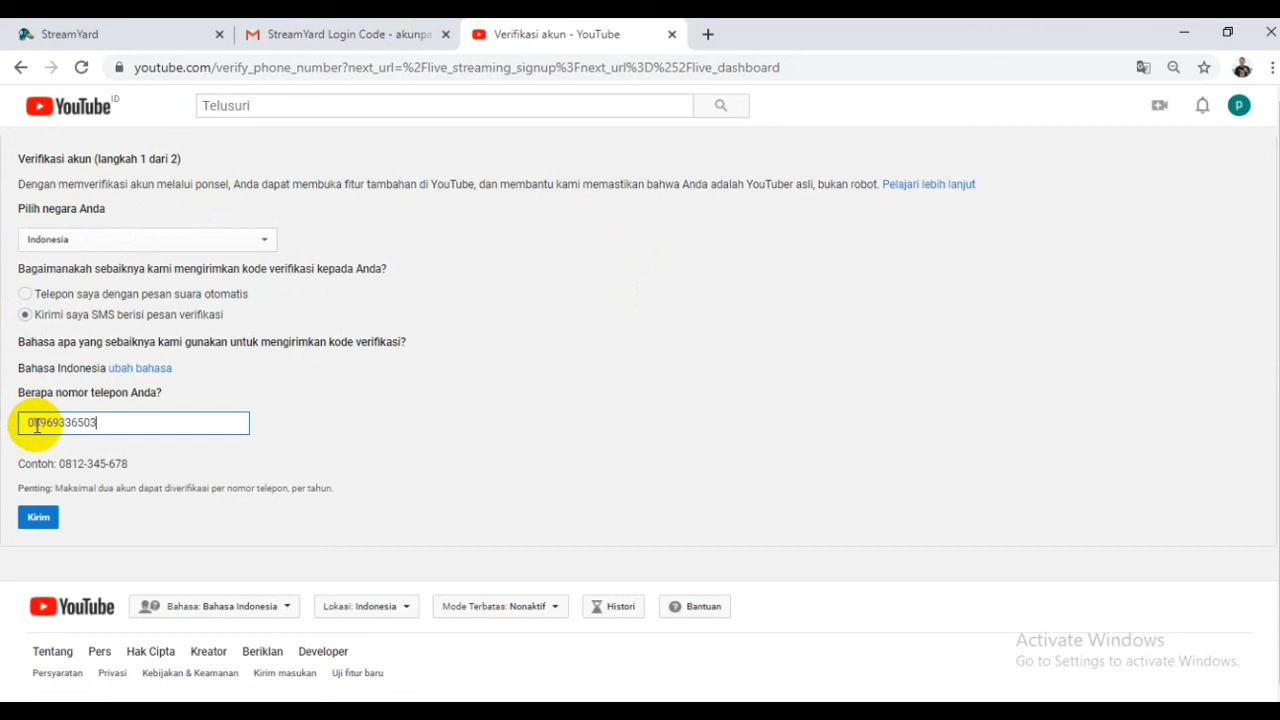 StreamYard
StreamYard Login Code - akunpa
Verifikasi akun - YouTube
youtube.com/verify_phone_number?next_url=%2Flive_streaming_signup%3Fnext_url%3D%252Flive_dashboard
YouTube ID
Telusuri
p
Verifikasi akun (langkah 1 dari 2)
Dengan memverifikasi akun melalui ponsel, Anda dapat membuka fitur tambahan di YouTube, dan membantu kami memastikan bahwa Anda adalah YouTuber asli, bukan robot. Pelajari lebih lanjut
Pilih negara Anda
Indonesia
Bagaimanakah sebaiknya kami mengirimkan kode verifikasi kepada Anda?
Telepon saya dengan pesan suara otomatis
Kirimi saya SMS berisi pesan verifikasi
Bahasa apa yang sebaiknya kami gunakan untuk mengirimkan kode verifikasi?
Bahasa Indonesia ubah bahasa
Berapa nomor telepon Anda?
08969336503
Contoh: 0812-345-678
Penting: Maksimal dua akun dapat diverifikasi per nomor telepon, per tahun.
Kirim
YouTube
Bahasa: Bahasa Indonesia
Lokasi: Indonesia
Mode Terbatas: Nonaktif
Histori
Bantuan
Tentang Pers Hak Cipta Kreator Beriklan Developer
Persyaratan Privasi Kebijakan & Keamanan Kirim masukan Uji fitur baru
Activate Windows
Go to Settings to activate Windows.